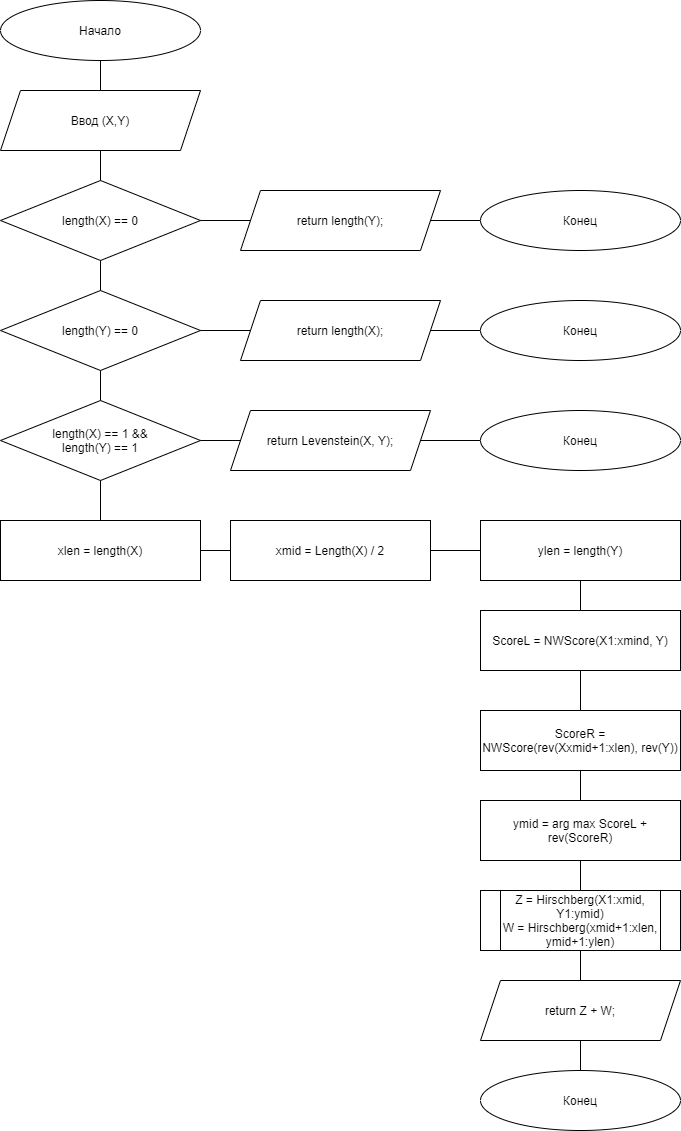 Начало
Ввод (X,Y)
length(X) == 0
return length(Y);
Конец
length(Y) == 0
return length(X);
Конец
length(X) == 1 &&
length(Y) == 1
return Levenstein(X, Y);
Конец
xlen = length(X)
xmid = Length(X) / 2
ylen = length(Y)
ScoreL = NWScore(X1:xmind, Y)
ScoreR =
NWScore(rev(Xxmid+1:xlen), rev(Y))
ymid = arg max ScoreL +
rev(ScoreR)
Z = Hirschberg(X1:xmid,
Y1:ymid)
W = Hirschberg(xmid+1:xlen,
ymid+1:ylen)
return Z + W;
Конец